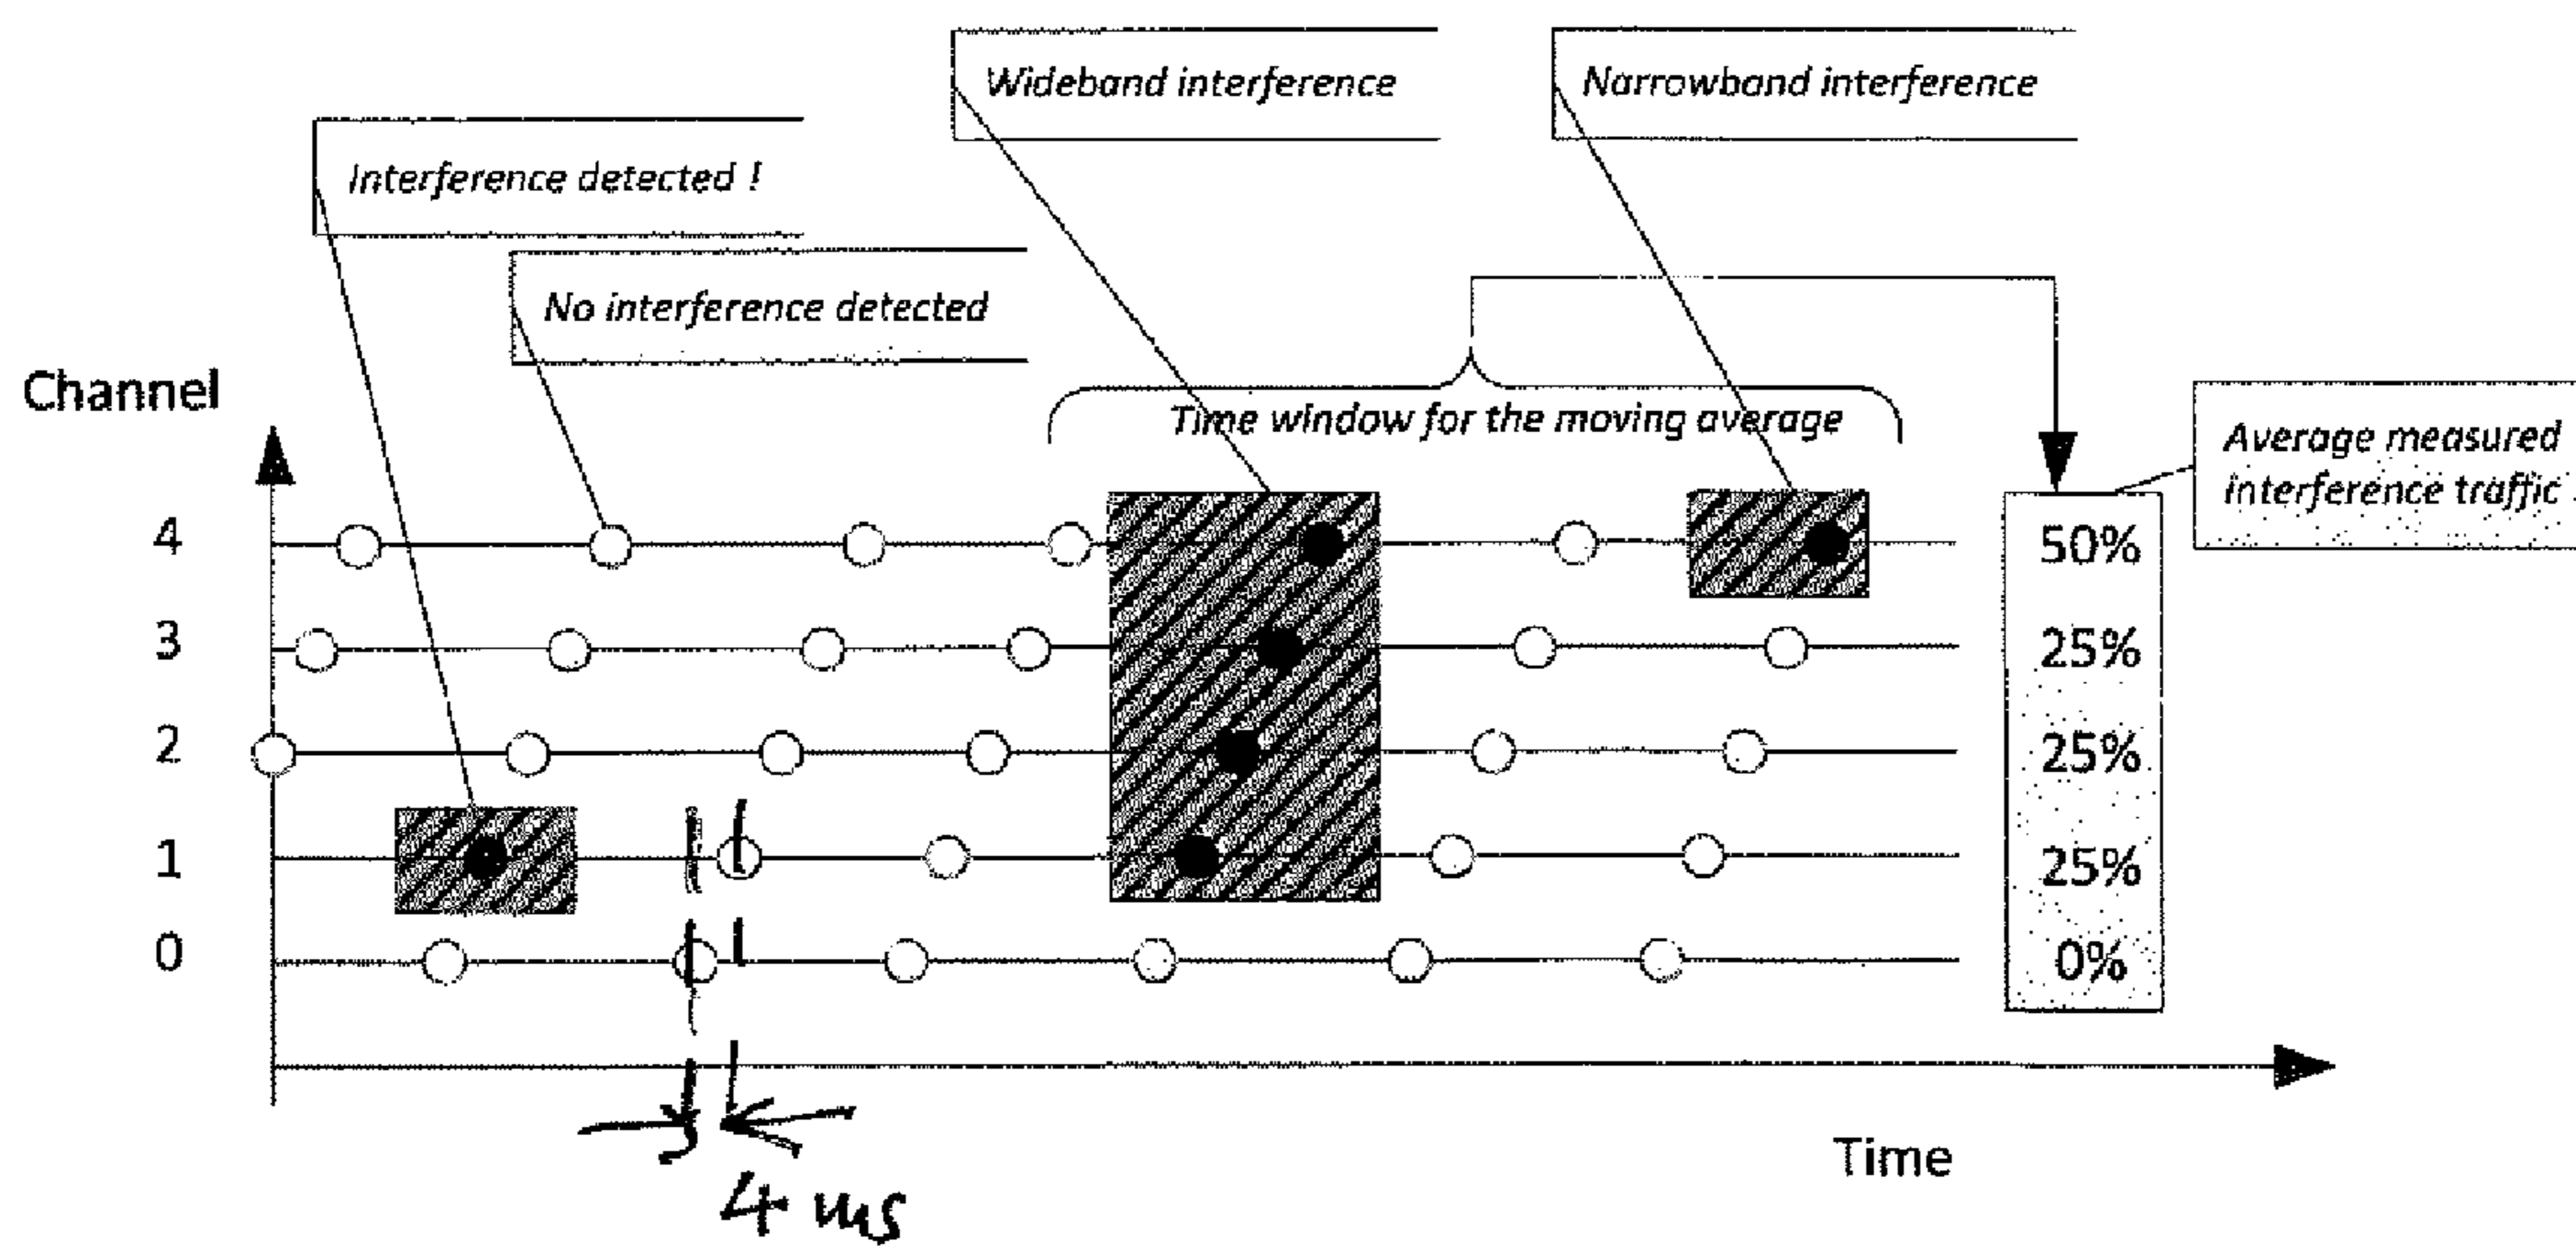 Wideband interference
Narrowband interference
Interference detected !
No interference detected
Channel
Time window for the moving average
Average measured
interference traffic
4
50%
3
25%
2
25%
1
25%
0
0%
Time
4 ms